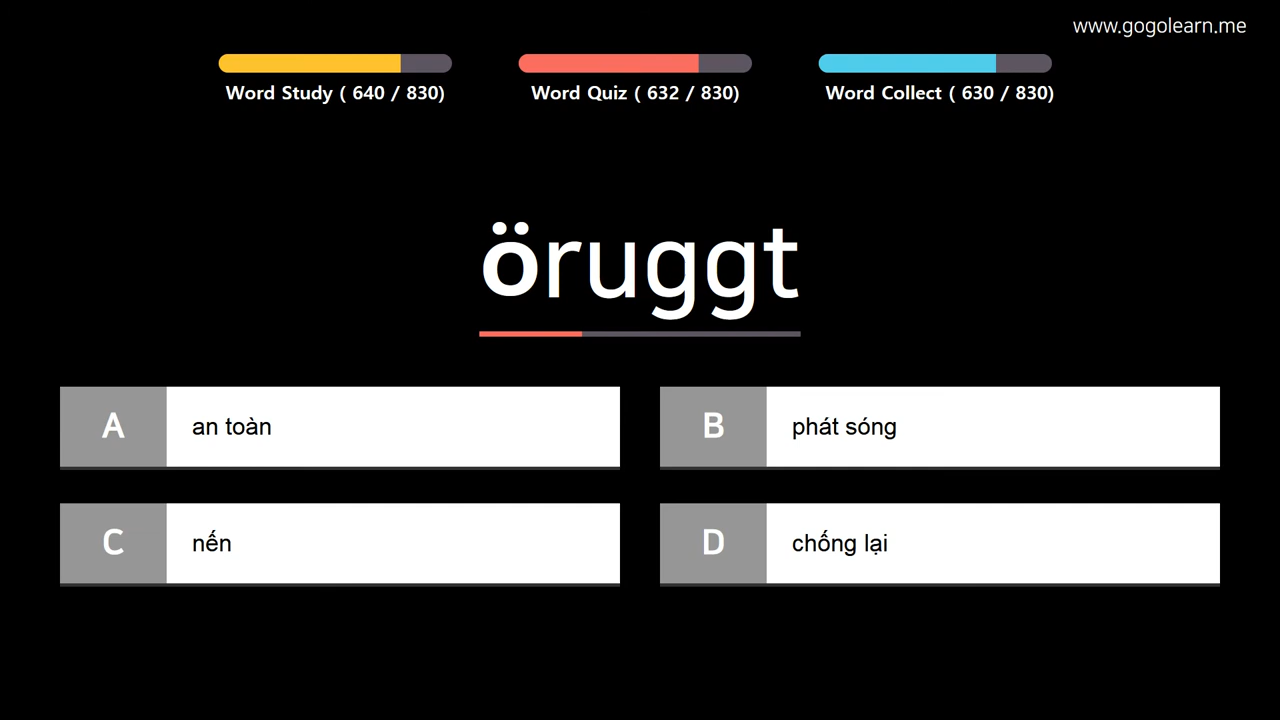 www.gogolearn.me
Word Study ( 640 / 830)
Word Quiz ( 632 / 830)
Word Collect ( 630 / 830)
öruggt
A an toàn
B phát sóng
C nến
D chống lại